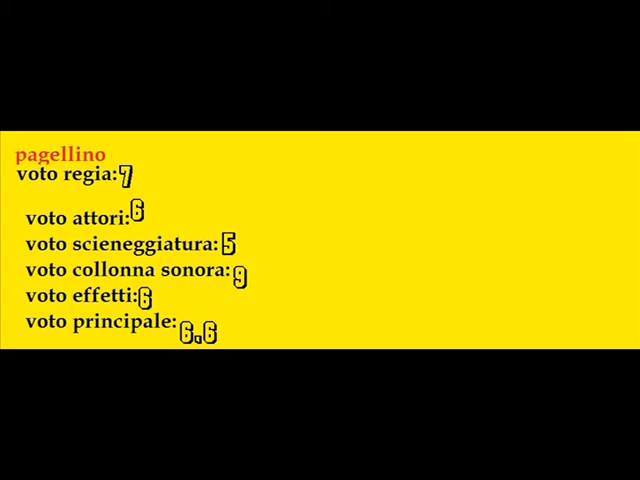 pagellino
voto regia:7
voto attori:6
voto scieneggiatura:5
voto collonna sonora:9
voto effetti:6
voto principale:6,6